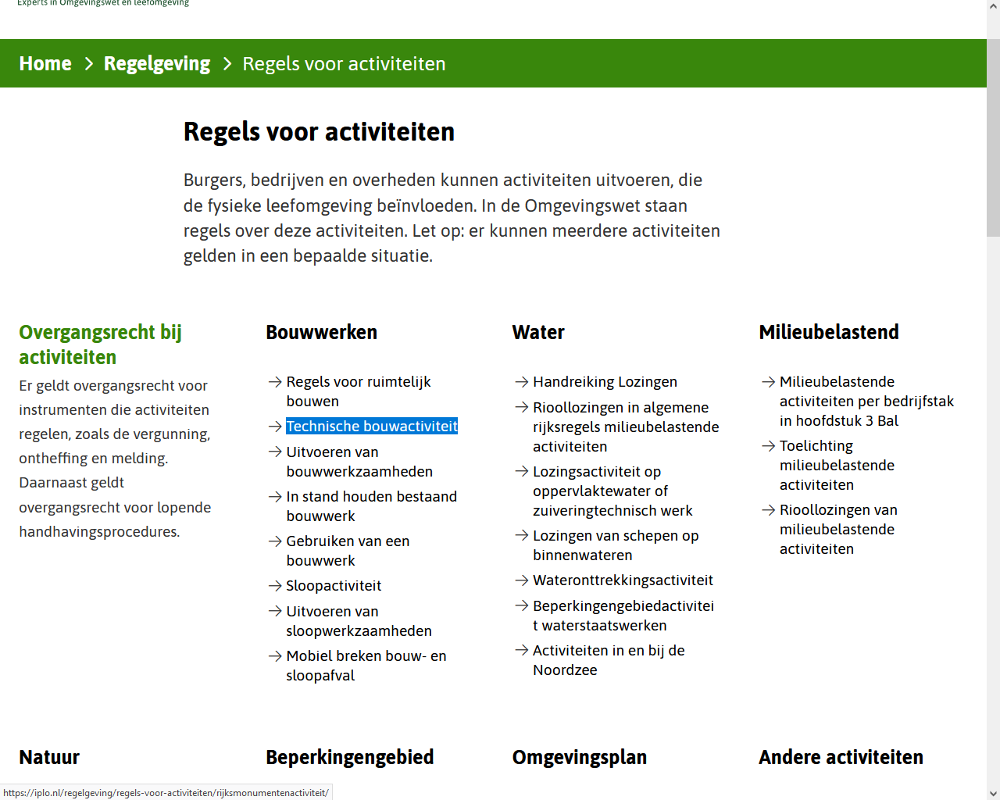 Experts in Omgevingswet en leefomgeving
Home > Regelgeving > Regels voor activiteiten
Regels voor activiteiten
Burgers, bedrijven en overheden kunnen activiteiten uitvoeren, die
de fysieke leefomgeving beïnvloeden. In de Omgevingswet staan
regels over deze activiteiten. Let op: er kunnen meerdere activiteiten
gelden in een bepaalde situatie.
Overgangsrecht bij
activiteiten
Er geldt overgangsrecht voor
instrumenten die activiteiten
regelen, zoals de vergunning,
ontheffing en melding.
Daarnaast geldt
overgangsrecht voor lopende
handhavingsprocedures.
Bouwwerken
→ Regels voor ruimtelijk
bouwen
→ Technische bouwactiviteit
→ Uitvoeren van
bouwwerkzaamheden
→ In stand houden bestaand
bouwwerk
→ Gebruiken van een
bouwwerk
→ Sloopactiviteit
→ Uitvoeren van
sloopwerkzaamheden
→ Mobiel breken bouw- en
sloopafval
Water
→ Handreiking Lozingen
→ Rioollozingen in algemene
rijksregels milieubelastende
activiteiten
→ Lozingsactiviteit op
oppervlaktewater of
zuiveringtechnisch werk
→ Lozingen van schepen op
binnenwateren
→ Wateronttrekkingsactiviteit
→ Beperkingengebiedactivitei
t waterstaatswerken
→ Activiteiten in en bij de
Noordzee
Milieubelastend
→ Milieubelastende
activiteiten per bedrijfstak
in hoofdstuk 3 Bal
→ Toelichting
milieubelastende
activiteiten
→ Rioollozingen van
milieubelastende
activiteiten
Natuur
Beperkingengebied
Omgevingsplan
Andere activiteiten
https://iplo.nl/regelgeving/regels-voor-activiteiten/rijksmonumentenactiviteit/